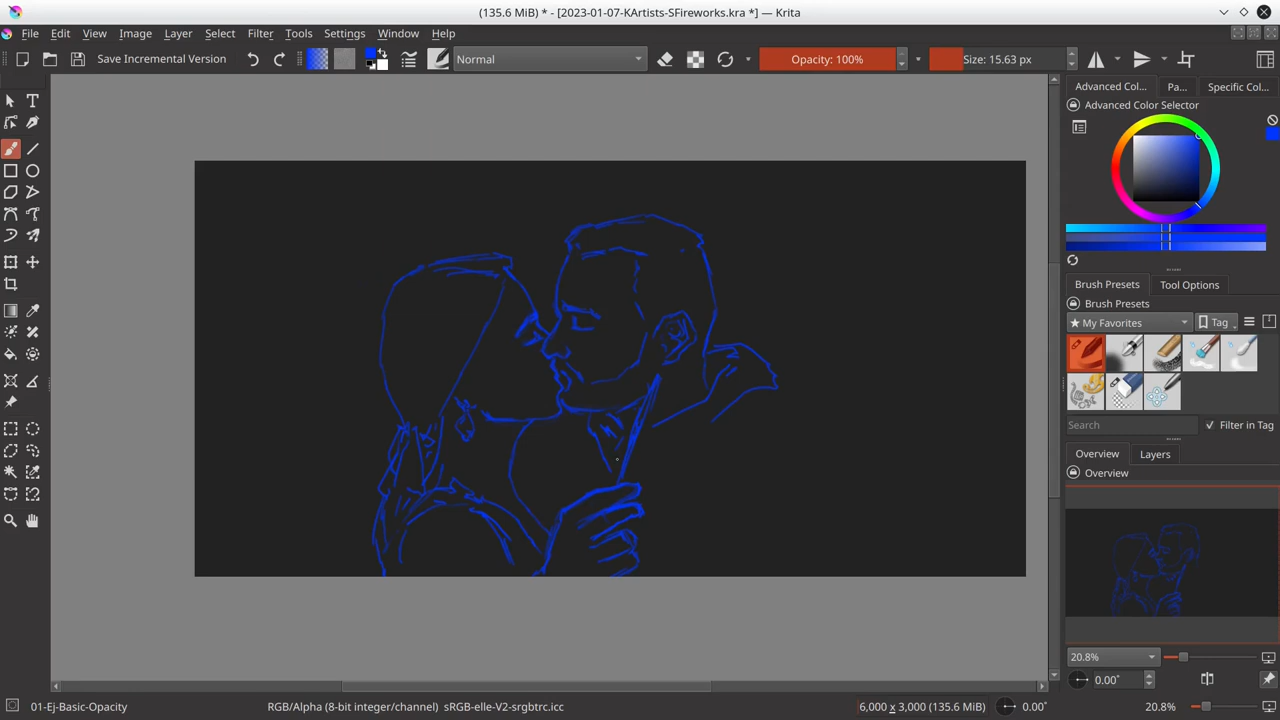 (135.6 MiB) * - [2023-01-07-KArtists-SFireworks.kra *] — Krita
File Edit View Image Layer Select Filter Tools Settings Window Help
Save Incremental Version Normal Opacity: 100% Size: 15.63 px
Advanced Col... Pa... Specific Col...
Advanced Color Selector
Brush Presets Tool Options
Brush Presets
★ My Favorites Tag
Search Filter in Tag
Overview Layers
Overview
20.8%
0.00°
01-Ej-Basic-Opacity RGB/Alpha (8-bit integer/channel) sRGB-elle-V2-srgbtrc.icc 6,000 x 3,000 (135.6 MiB) 0.00° 20.8%